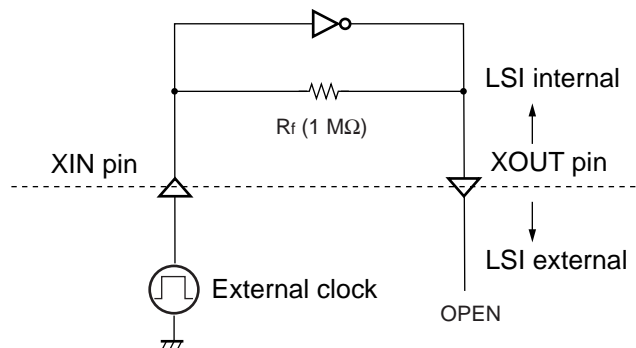 LSI internal
Rf (1 MΩ)
XIN pin
XOUT pin
LSI external
External clock
OPEN